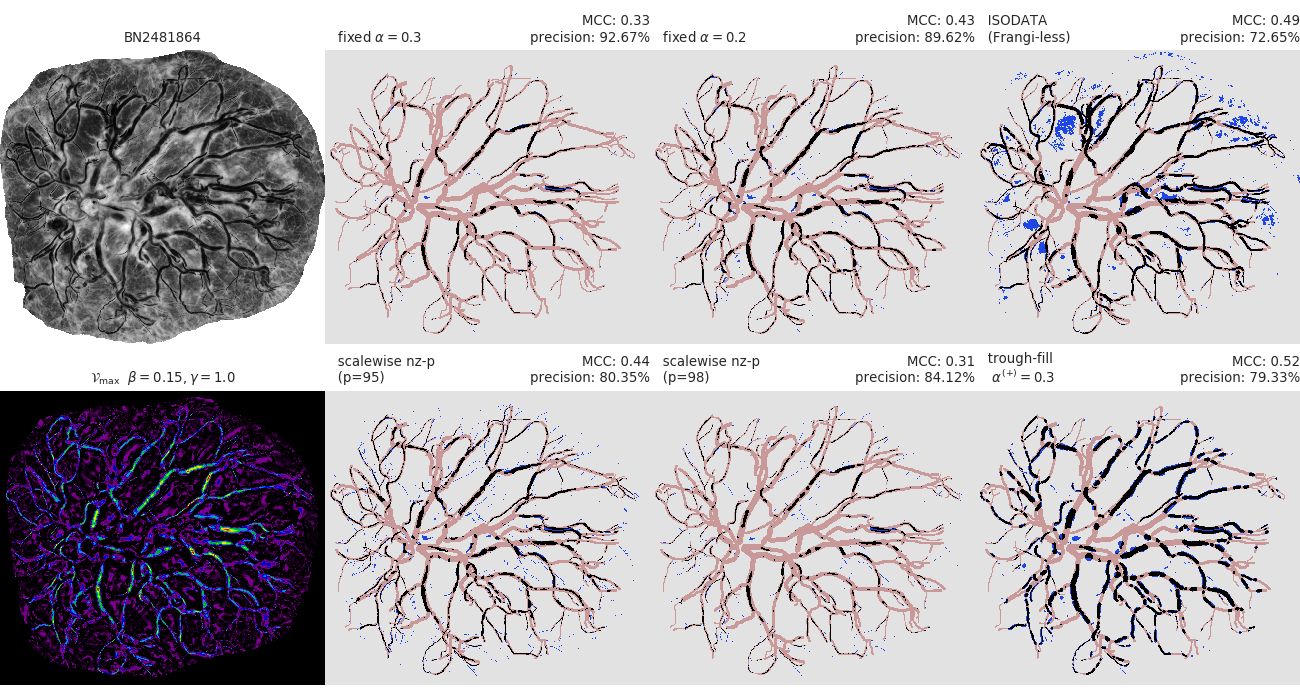 BN2481864
fixed α = 0.3
MCC: 0.33
precision: 92.67%
fixed α = 0.2
MCC: 0.43
precision: 89.62%
ISODATA
(Frangi-less)
MCC: 0.49
precision: 72.65%
𝒱max β = 0.15, γ = 1.0
scalewise nz-p
(p=95)
MCC: 0.44
precision: 80.35%
scalewise nz-p
(p=98)
MCC: 0.31
precision: 84.12%
trough-fill
α(+) = 0.3
MCC: 0.52
precision: 79.33%